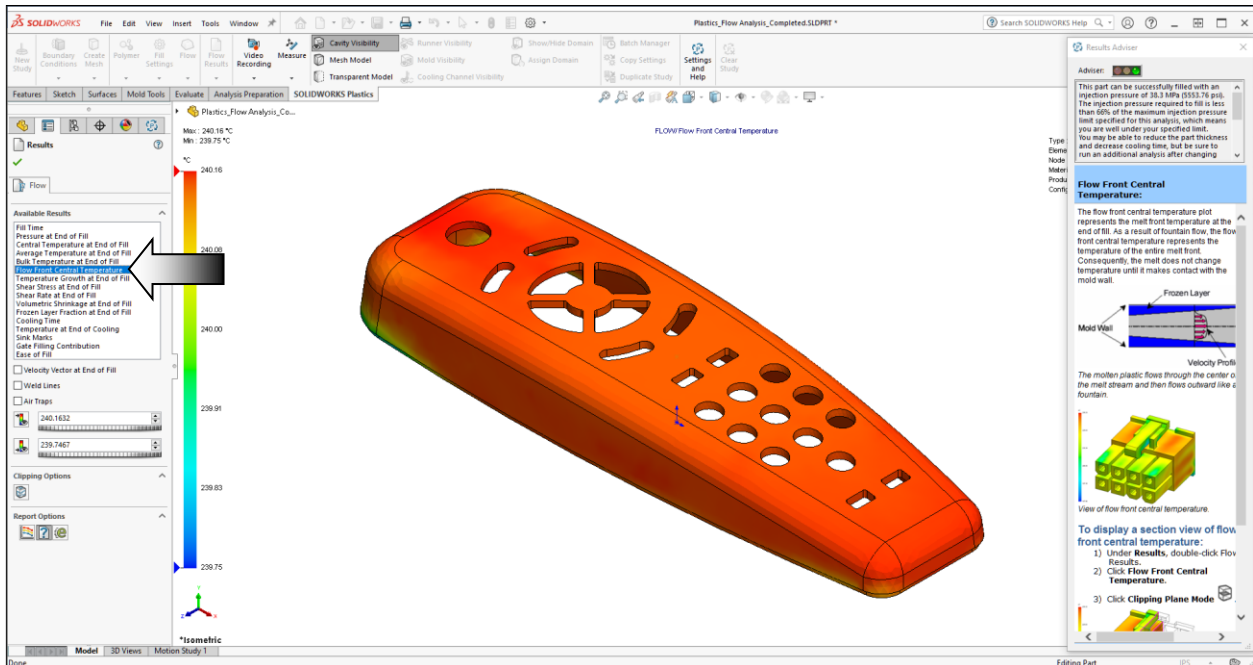 SOLIDWORKS File Edit View Insert Tools Window
Plastics_Flow Analysis_Completed.SLDPRT *
Search SOLIDWORKS Help
New Study
Boundary Conditions
Create Mesh
Polymer
Fill Settings
Flow
Flow Results
Video Recording
Measure
Cavity Visibility
Mesh Model
Transparent Model
Runner Visibility
Mold Visibility
Cooling Channel Visibility
Show/Hide Domain
Assign Domain
Batch Manager
Copy Settings
Duplicate Study
Settings and Help
Clear Study
Features Sketch Surfaces Mold Tools Evaluate Analysis Preparation SOLIDWORKS Plastics
Results
Flow
Available Results
Fill Time
Pressure at End of Fill
Central Temperature at End of Fill
Average Temperature at End of Fill
Bulk Temperature at End of Fill
Flow Front Central Temperature
Temperature Growth at End of Fill
Shear Stress at End of Fill
Shear Rate at End of Fill
Volumetric Shrinkage at End of Fill
Frozen Layer Fraction at End of Fill
Cooling Time
Temperature at End of Cooling
Sink Marks
Gate Filling Contribution
Ease of Fill
Velocity Vector at End of Fill
Weld Lines
Air Traps
240.1632
239.7467
Clipping Options
Report Options
Plastics_Flow Analysis_Co...
Max : 240.16 °C
Min : 239.75 °C
°C
240.16
240.08
240.00
239.91
239.83
239.75
FLOW/Flow Front Central Temperature
Type
Eleme
Node
Materi
Produ
Config
*Isometric
Results Adviser
Adviser:
This part can be successfully filled with an
injection pressure of 38.3 MPa (5553.76 psi).
The injection pressure required to fill is less
than 66% of the maximum injection pressure
limit specified for this analysis, which means
you are well under your specified limit.
You may be able to reduce the part thickness
and decrease cooling time, but be sure to
run an additional analysis after changing
Flow Front Central
Temperature:
The flow front central temperature plot
represents the melt front temperature at the
end of fill. As a result of fountain flow, the flow
front central temperature represents the
temperature of the entire melt front.
Consequently, the melt does not change
temperature until it makes contact with the
mold wall.
Frozen Layer
Mold Wall
Velocity Profil
The molten plastic flows through the center o
the melt stream and then flows outward like a
fountain.
View of flow front central temperature.
To display a section view of flow
front central temperature:
1) Under Results, double-click Flow
Results.
2) Click Flow Front Central
Temperature.
3) Click Clipping Plane Mode
Model 3D Views Motion Study 1
Done
Editing Part
IPS